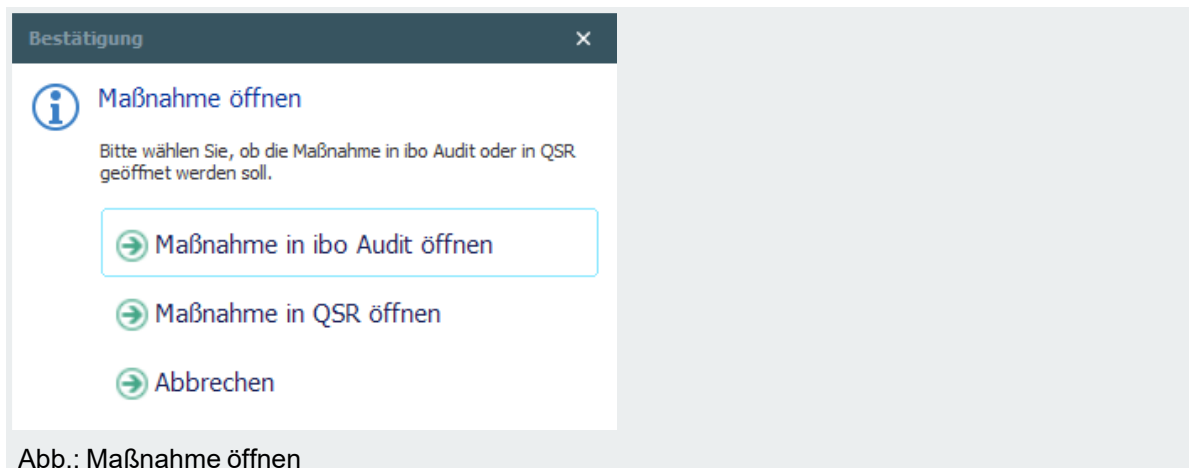 Bestätigung
Maßnahme öffnen
Bitte wählen Sie, ob die Maßnahme in ibo Audit oder in QSR
geöffnet werden soll.
Maßnahme in ibo Audit öffnen
Maßnahme in QSR öffnen
Abbrechen
Abb.: Maßnahme öffnen